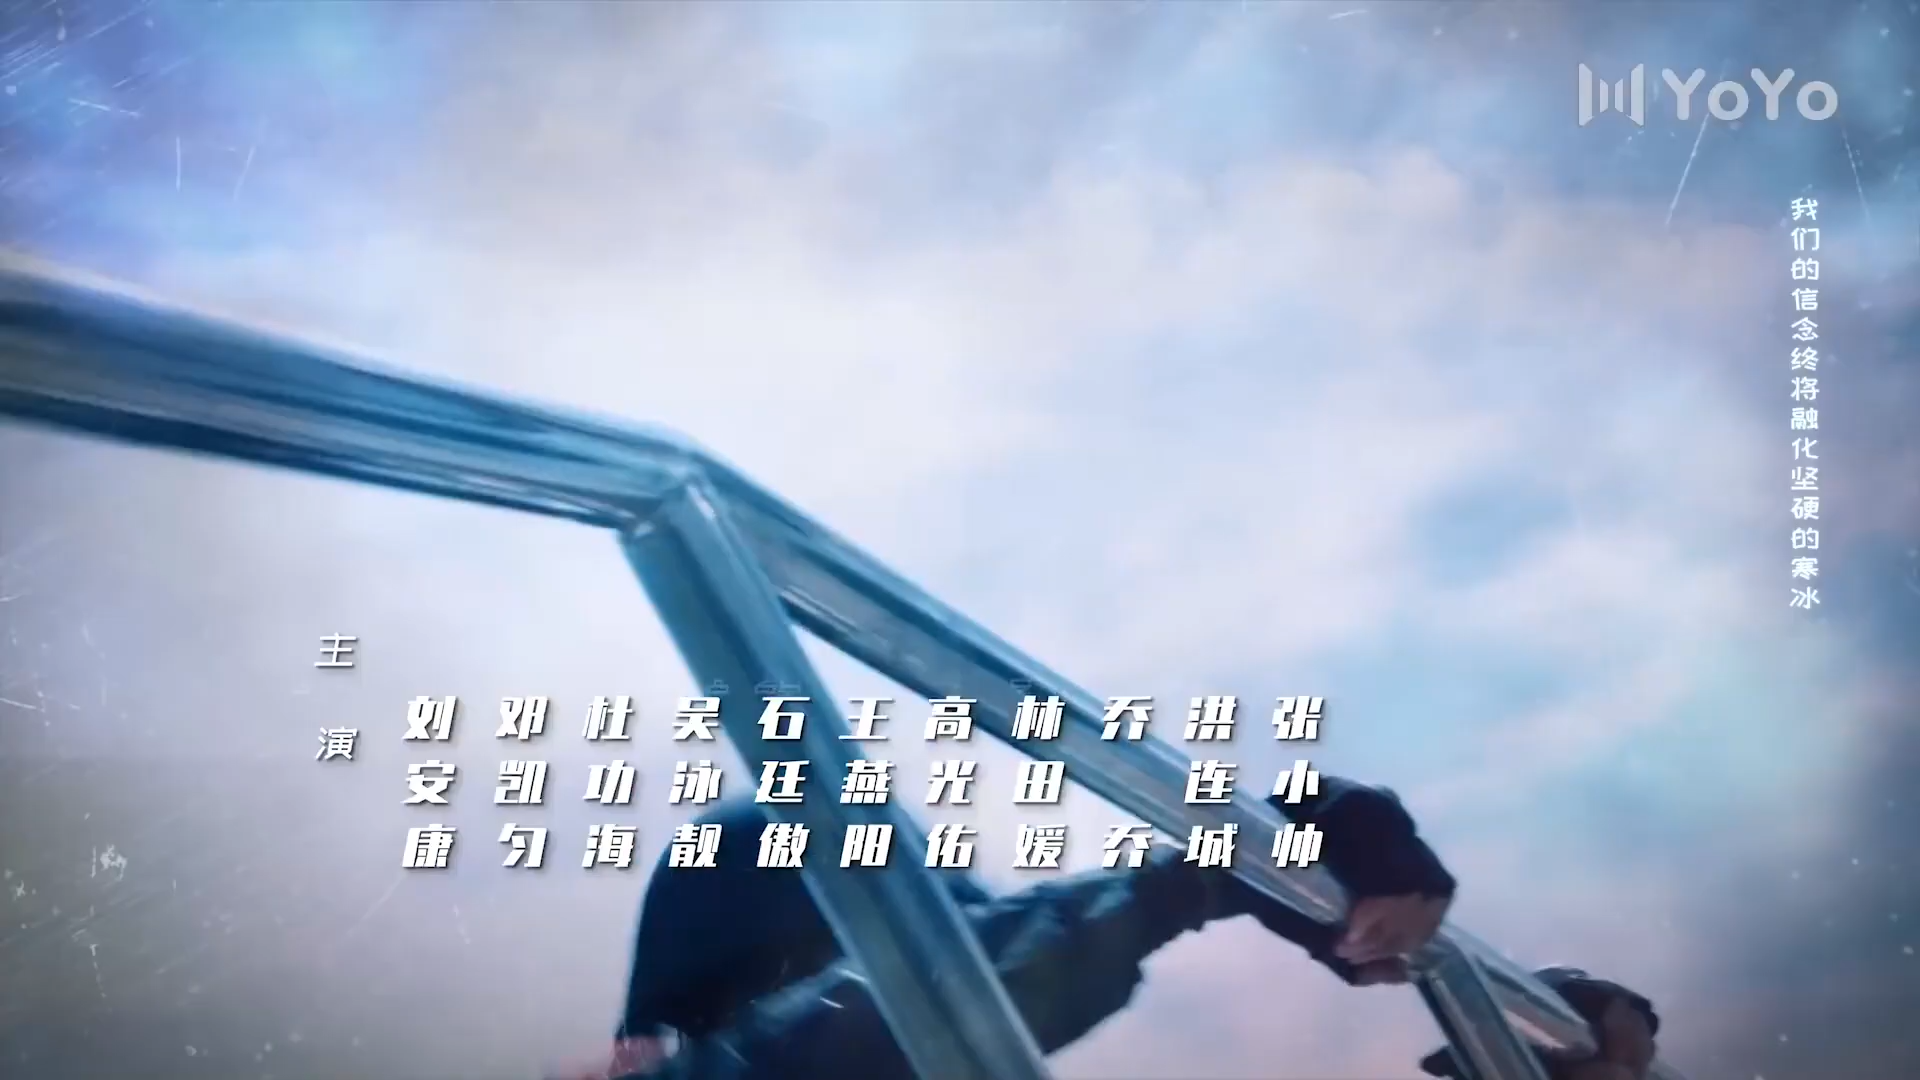 YoYo
我们的信念终将融化坚硬的寒冰
主演
刘安康
邓凯匀
杜功海
吴泳靓
石廷傲
王燕阳
高光佑
林田媛
乔乔
洪连城
张小帅